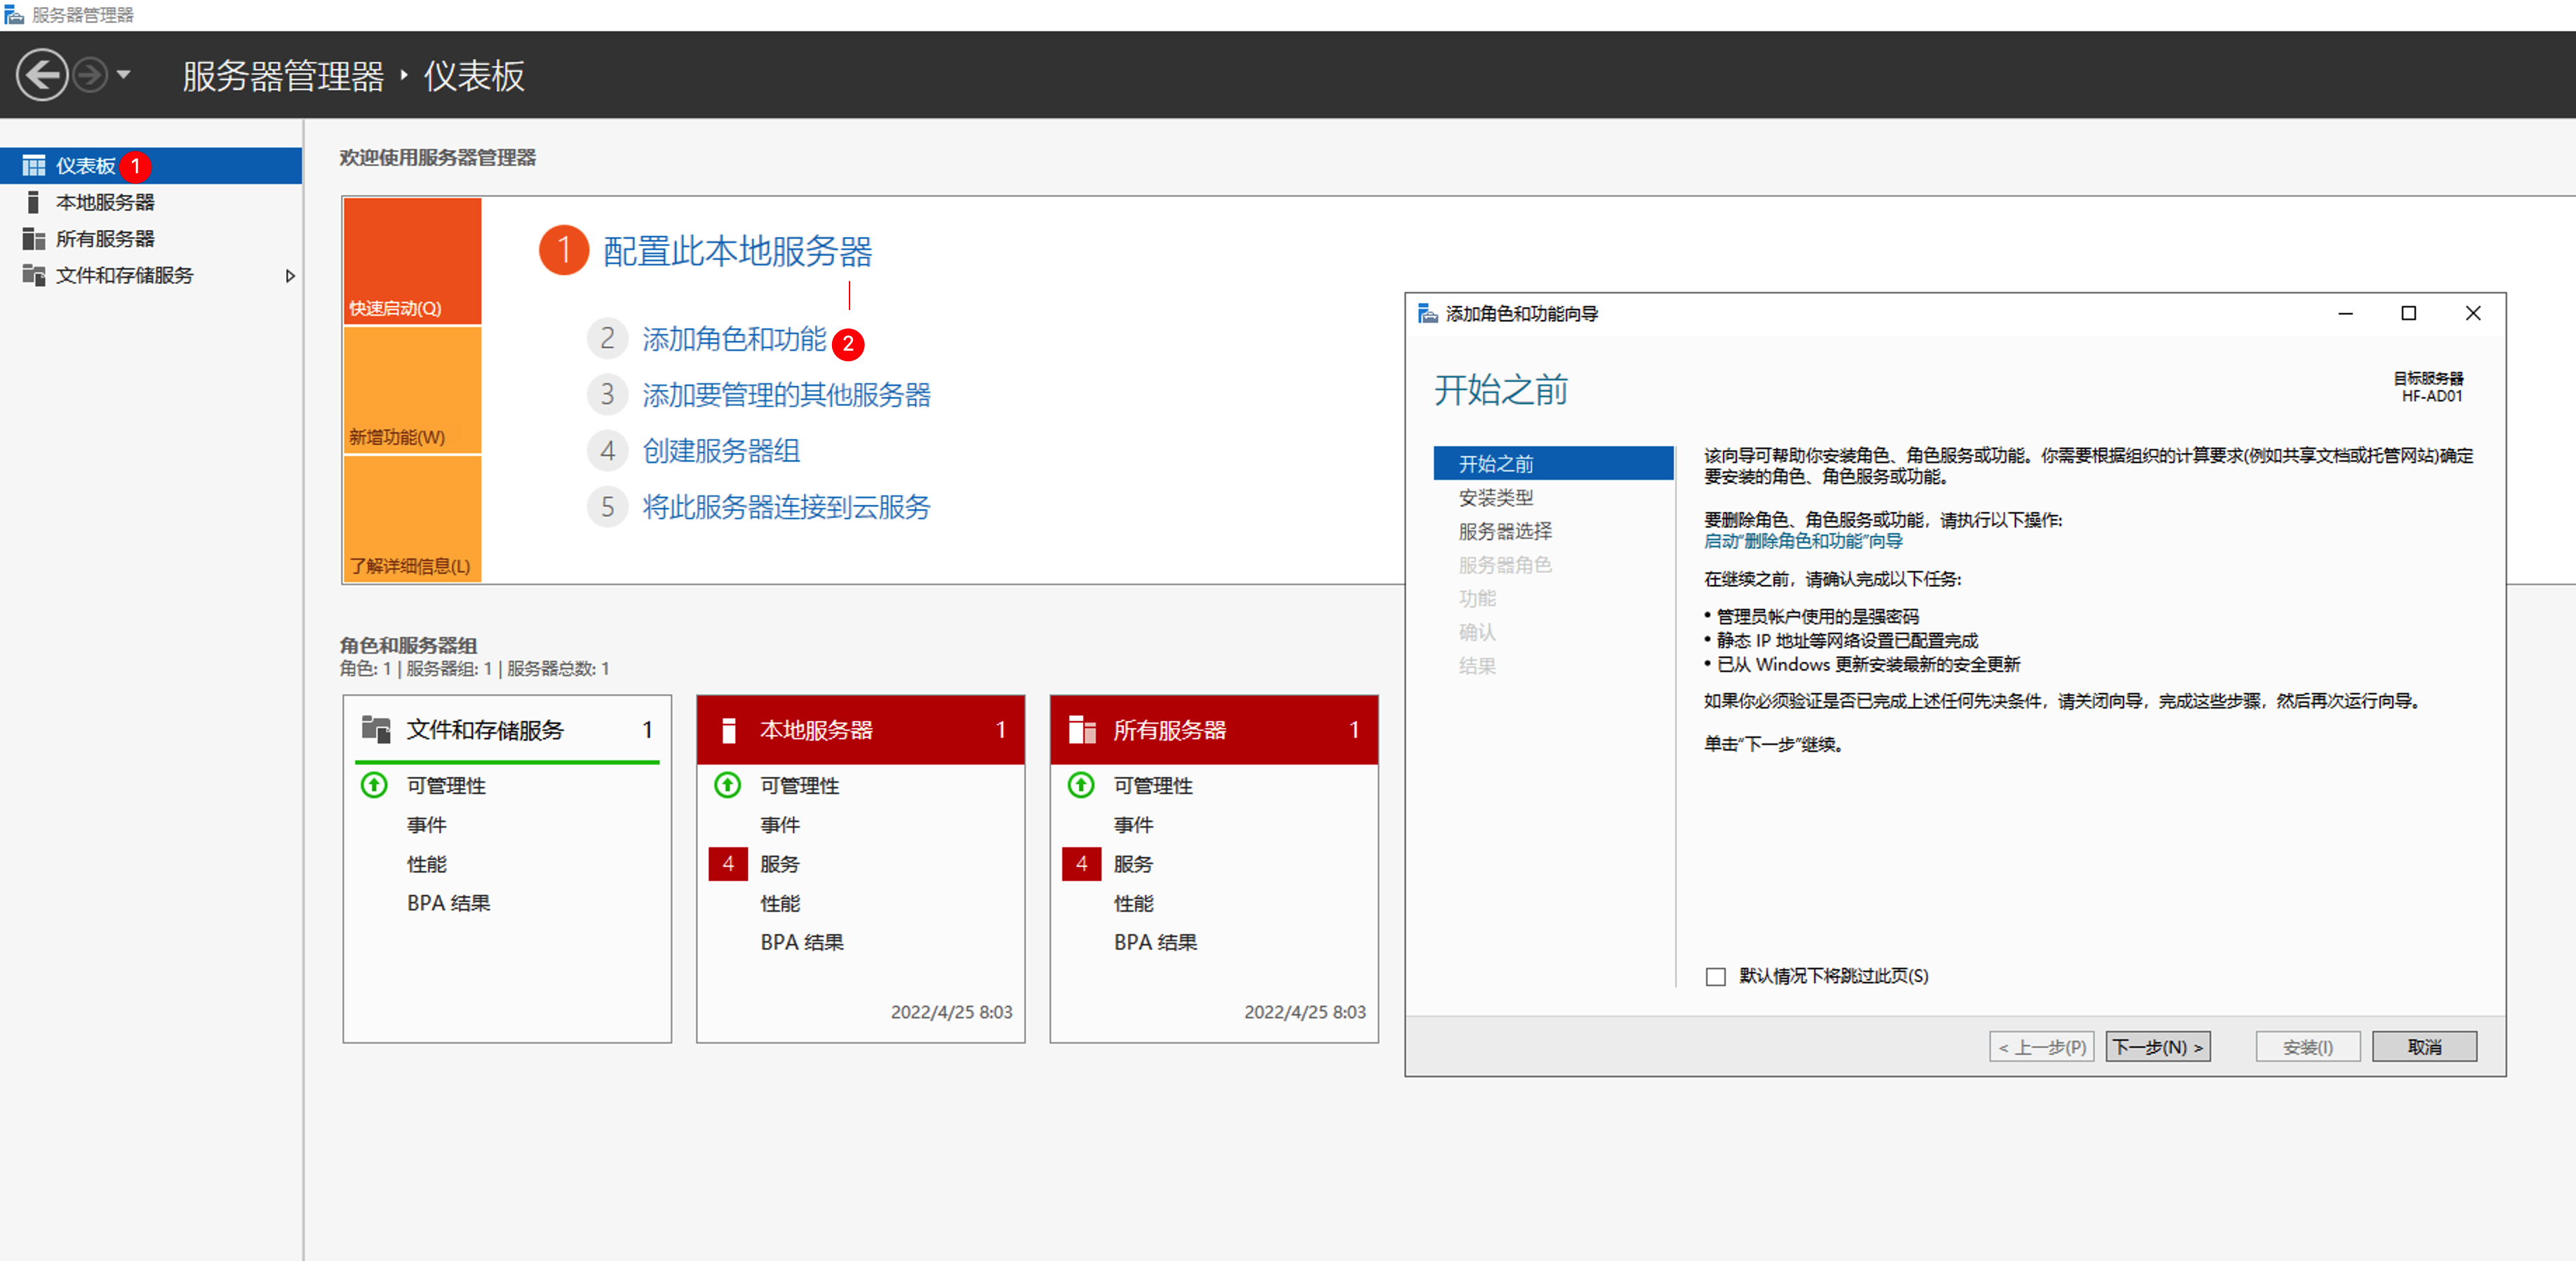 服务器管理器
服务器管理器 ‣ 仪表板
仪表板 1
本地服务器
所有服务器
文件和存储服务
欢迎使用服务器管理器
快速启动(Q)
新增功能(W)
了解详细信息(L)
1 配置此本地服务器
2 添加角色和功能 2
3 添加要管理的其他服务器
4 创建服务器组
5 将此服务器连接到云服务
角色和服务器组
角色: 1 | 服务器组: 1 | 服务器总数: 1
文件和存储服务 1
可管理性
事件
性能
BPA 结果
本地服务器 1
可管理性
事件
4 服务
性能
BPA 结果
2022/4/25 8:03
所有服务器 1
可管理性
事件
4 服务
性能
BPA 结果
2022/4/25 8:03
添加角色和功能向导
开始之前
目标服务器
HF-AD01
开始之前
安装类型
服务器选择
服务器角色
功能
确认
结果
该向导可帮助你安装角色、角色服务或功能。你需要根据组织的计算要求(例如共享文档或托管网站)确定
要安装的角色、角色服务或功能。
要删除角色、角色服务或功能，请执行以下操作:
启动“删除角色和功能”向导
在继续之前，请确认完成以下任务:
• 管理员帐户使用的是强密码
• 静态 IP 地址等网络设置已配置完成
• 已从 Windows 更新安装最新的安全更新
如果你必须验证是否已完成上述任何先决条件，请关闭向导，完成这些步骤，然后再次运行向导。
单击“下一步”继续。
默认情况下将跳过此页(S)
< 上一步(P)
下一步(N) >
安装(I)
取消